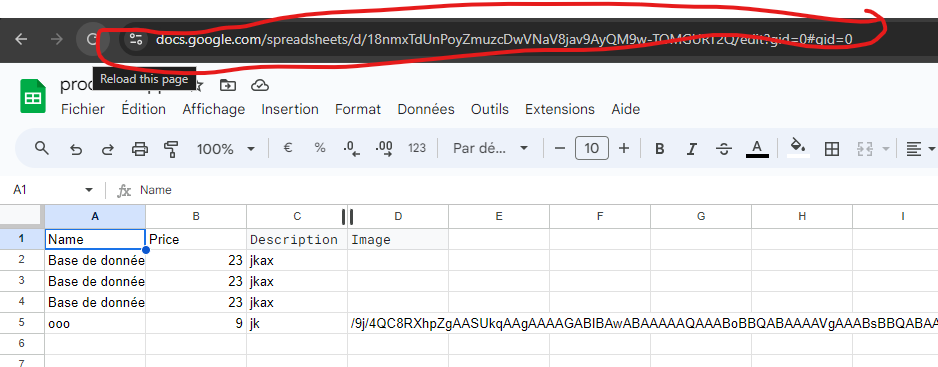 docs.google.com/spreadsheets/d/18nmxTdUnPoyZmuzcDwVNaV8jav9AyQM9w-TOMGURT2Q/edit?gid=0#gid=0
Reload this page
Fichier Édition Affichage Insertion Format Données Outils Extensions Aide
100% € % .0 .00 123 Par dé... 10 B I A
A1 fx Name
A B C D E F G H I
1 Name Price Description Image
2 Base de donnée 23 jkax
3 Base de donnée 23 jkax
4 Base de donnée 23 jkax
5 ooo 9 jk /9j/4QC8RXhpZgAASUkqAAgAAAAGABIBAwABAAAAAQAAABoBBQABAAAAVgAAABsBBQABAA
6
7